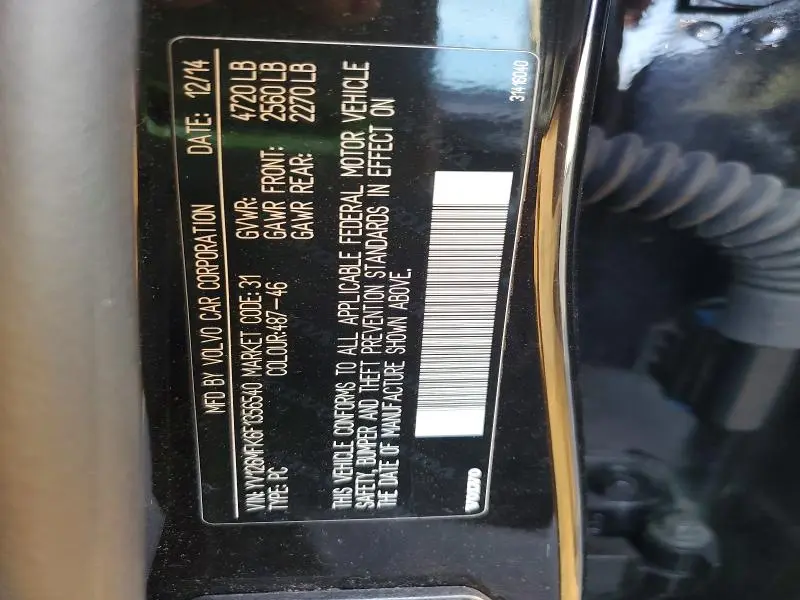 MFD BY VOLVO CAR CORPORATION DATE: 12/14
VIN: YV126MFK6F1356540 MARKET CODE: 31 GVWR: 4720 LB
TYPE: PC COLOUR:487-46 GAWR FRONT: 2560 LB
GAWR REAR: 2270 LB
THIS VEHICLE CONFORMS TO ALL APPLICABLE FEDERAL MOTOR VEHICLE
SAFETY, BUMPER AND THEFT PREVENTION STANDARDS IN EFFECT ON
THE DATE OF MANUFACTURE SHOWN ABOVE.
VOLVO 31416040